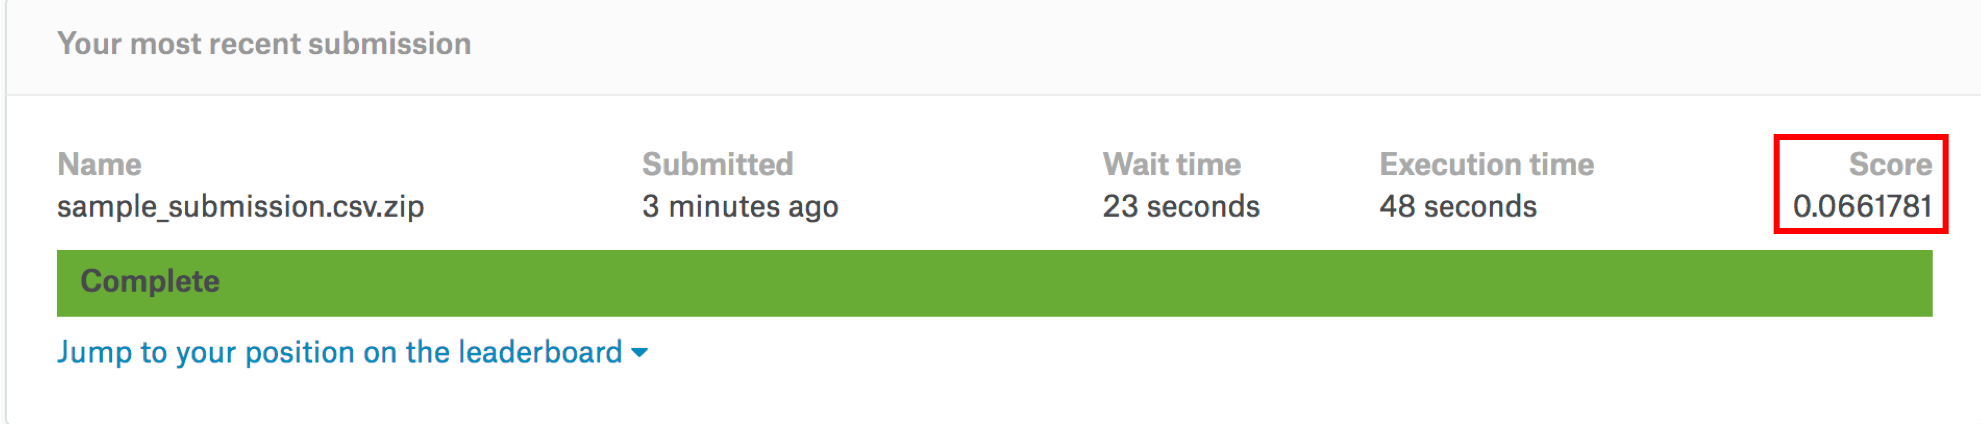 Your most recent submission
Name Submitted Wait time Execution time Score
sample_submission.csv.zip 3 minutes ago 23 seconds 48 seconds 0.0661781
Complete
Jump to your position on the leaderboard